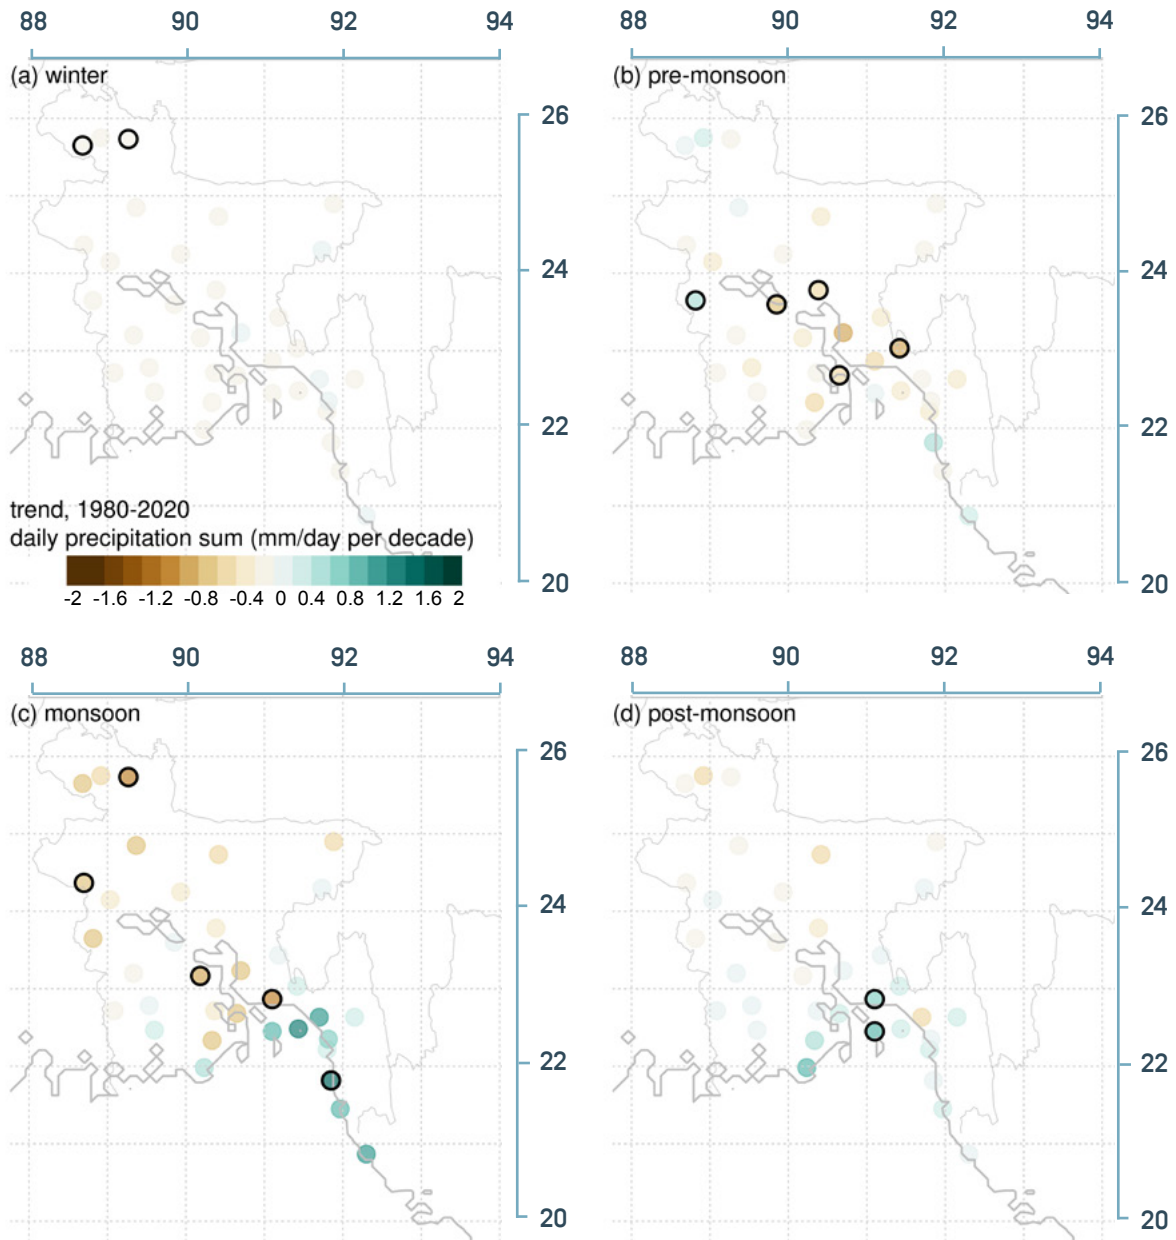 88 90 92 94
88 90 92 94
(a) winter
(b) pre-monsoon
26
26
24
24
22
22
trend, 1980-2020
daily precipitation sum (mm/day per decade)
-2 -1.6 -1.2 -0.8 -0.4 0 0.4 0.8 1.2 1.6 2
20
20
88 90 92 94
88 90 92 94
(c) monsoon
(d) post-monsoon
26
26
24
24
22
22
20
20